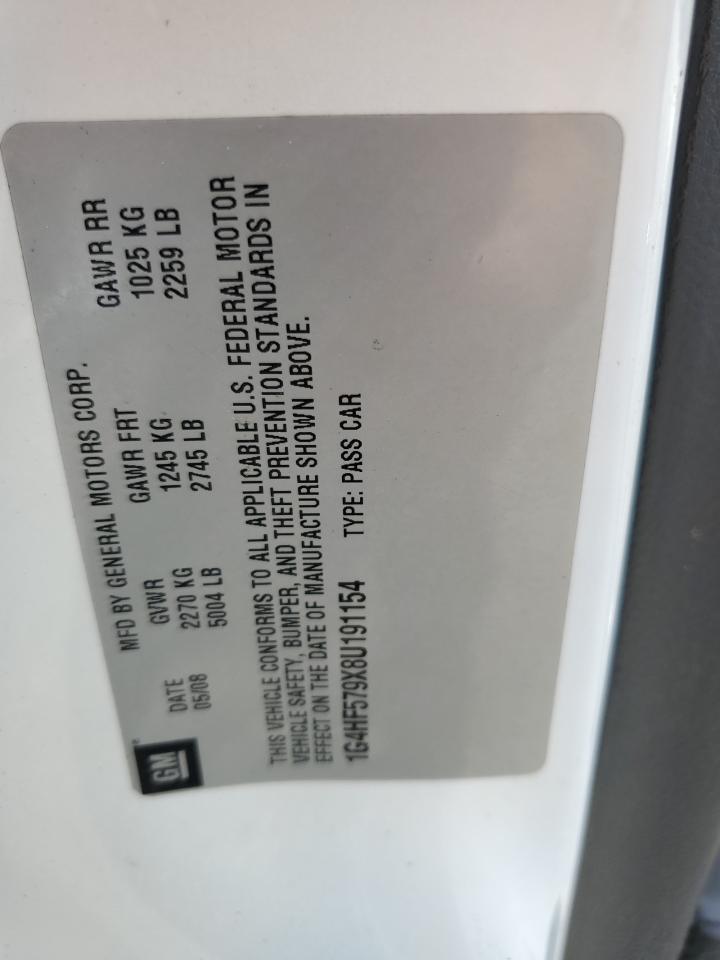 GM
MFD BY GENERAL MOTORS CORP.
DATE GVWR GAWR FRT GAWR RR
05/08 2270 KG 1245 KG 1025 KG
5004 LB 2745 LB 2259 LB
THIS VEHICLE CONFORMS TO ALL APPLICABLE U.S. FEDERAL MOTOR
VEHICLE SAFETY, BUMPER, AND THEFT PREVENTION STANDARDS IN
EFFECT ON THE DATE OF MANUFACTURE SHOWN ABOVE.
1G4HF579X8U191154 TYPE: PASS CAR